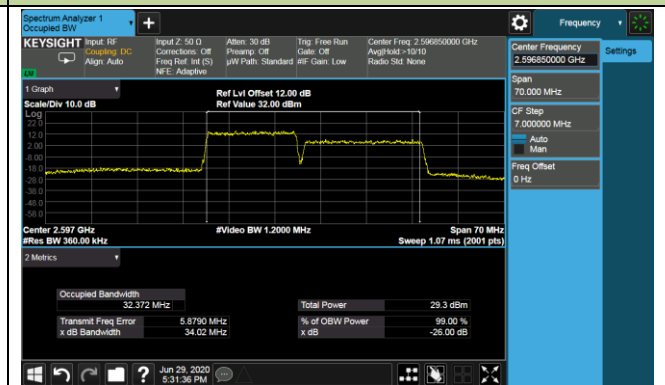 Spectrum Analyzer 1
Occupied BW
+
Frequency
KEYSIGHT
Input: RF
Coupling: DC
Align: Auto
Input Z: 50 Ω
Corrections: Off
Freq Ref: Int (S)
NFE: Adaptive
Atten: 30 dB
Preamp: Off
µW Path: Standard
Trig: Free Run
Gate: Off
#IF Gain: Low
Center Freq: 2.596850000 GHz
Avg|Hold:>10/10
Radio Std: None
Center Frequency
2.596850000 GHz
Settings
Span
70.000 MHz
CF Step
7.000000 MHz
Auto
Man
Freq Offset
0 Hz
1 Graph
Scale/Div 10.0 dB
Ref Lvl Offset 12.00 dB
Ref Value 32.00 dBm
Log
22.0
12.0
2.00
-8.00
-18.0
-28.0
-38.0
-48.0
-58.0
Center 2.597 GHz
#Res BW 360.00 kHz
#Video BW 1.2000 MHz
Span 70 MHz
Sweep 1.07 ms (2001 pts)
2 Metrics
Occupied Bandwidth
32.372 MHz
Total Power 29.3 dBm
Transmit Freq Error 5.8790 MHz
% of OBW Power 99.00 %
x dB Bandwidth 34.02 MHz
x dB -26.00 dB
?
Jun 29, 2020
5:31:36 PM